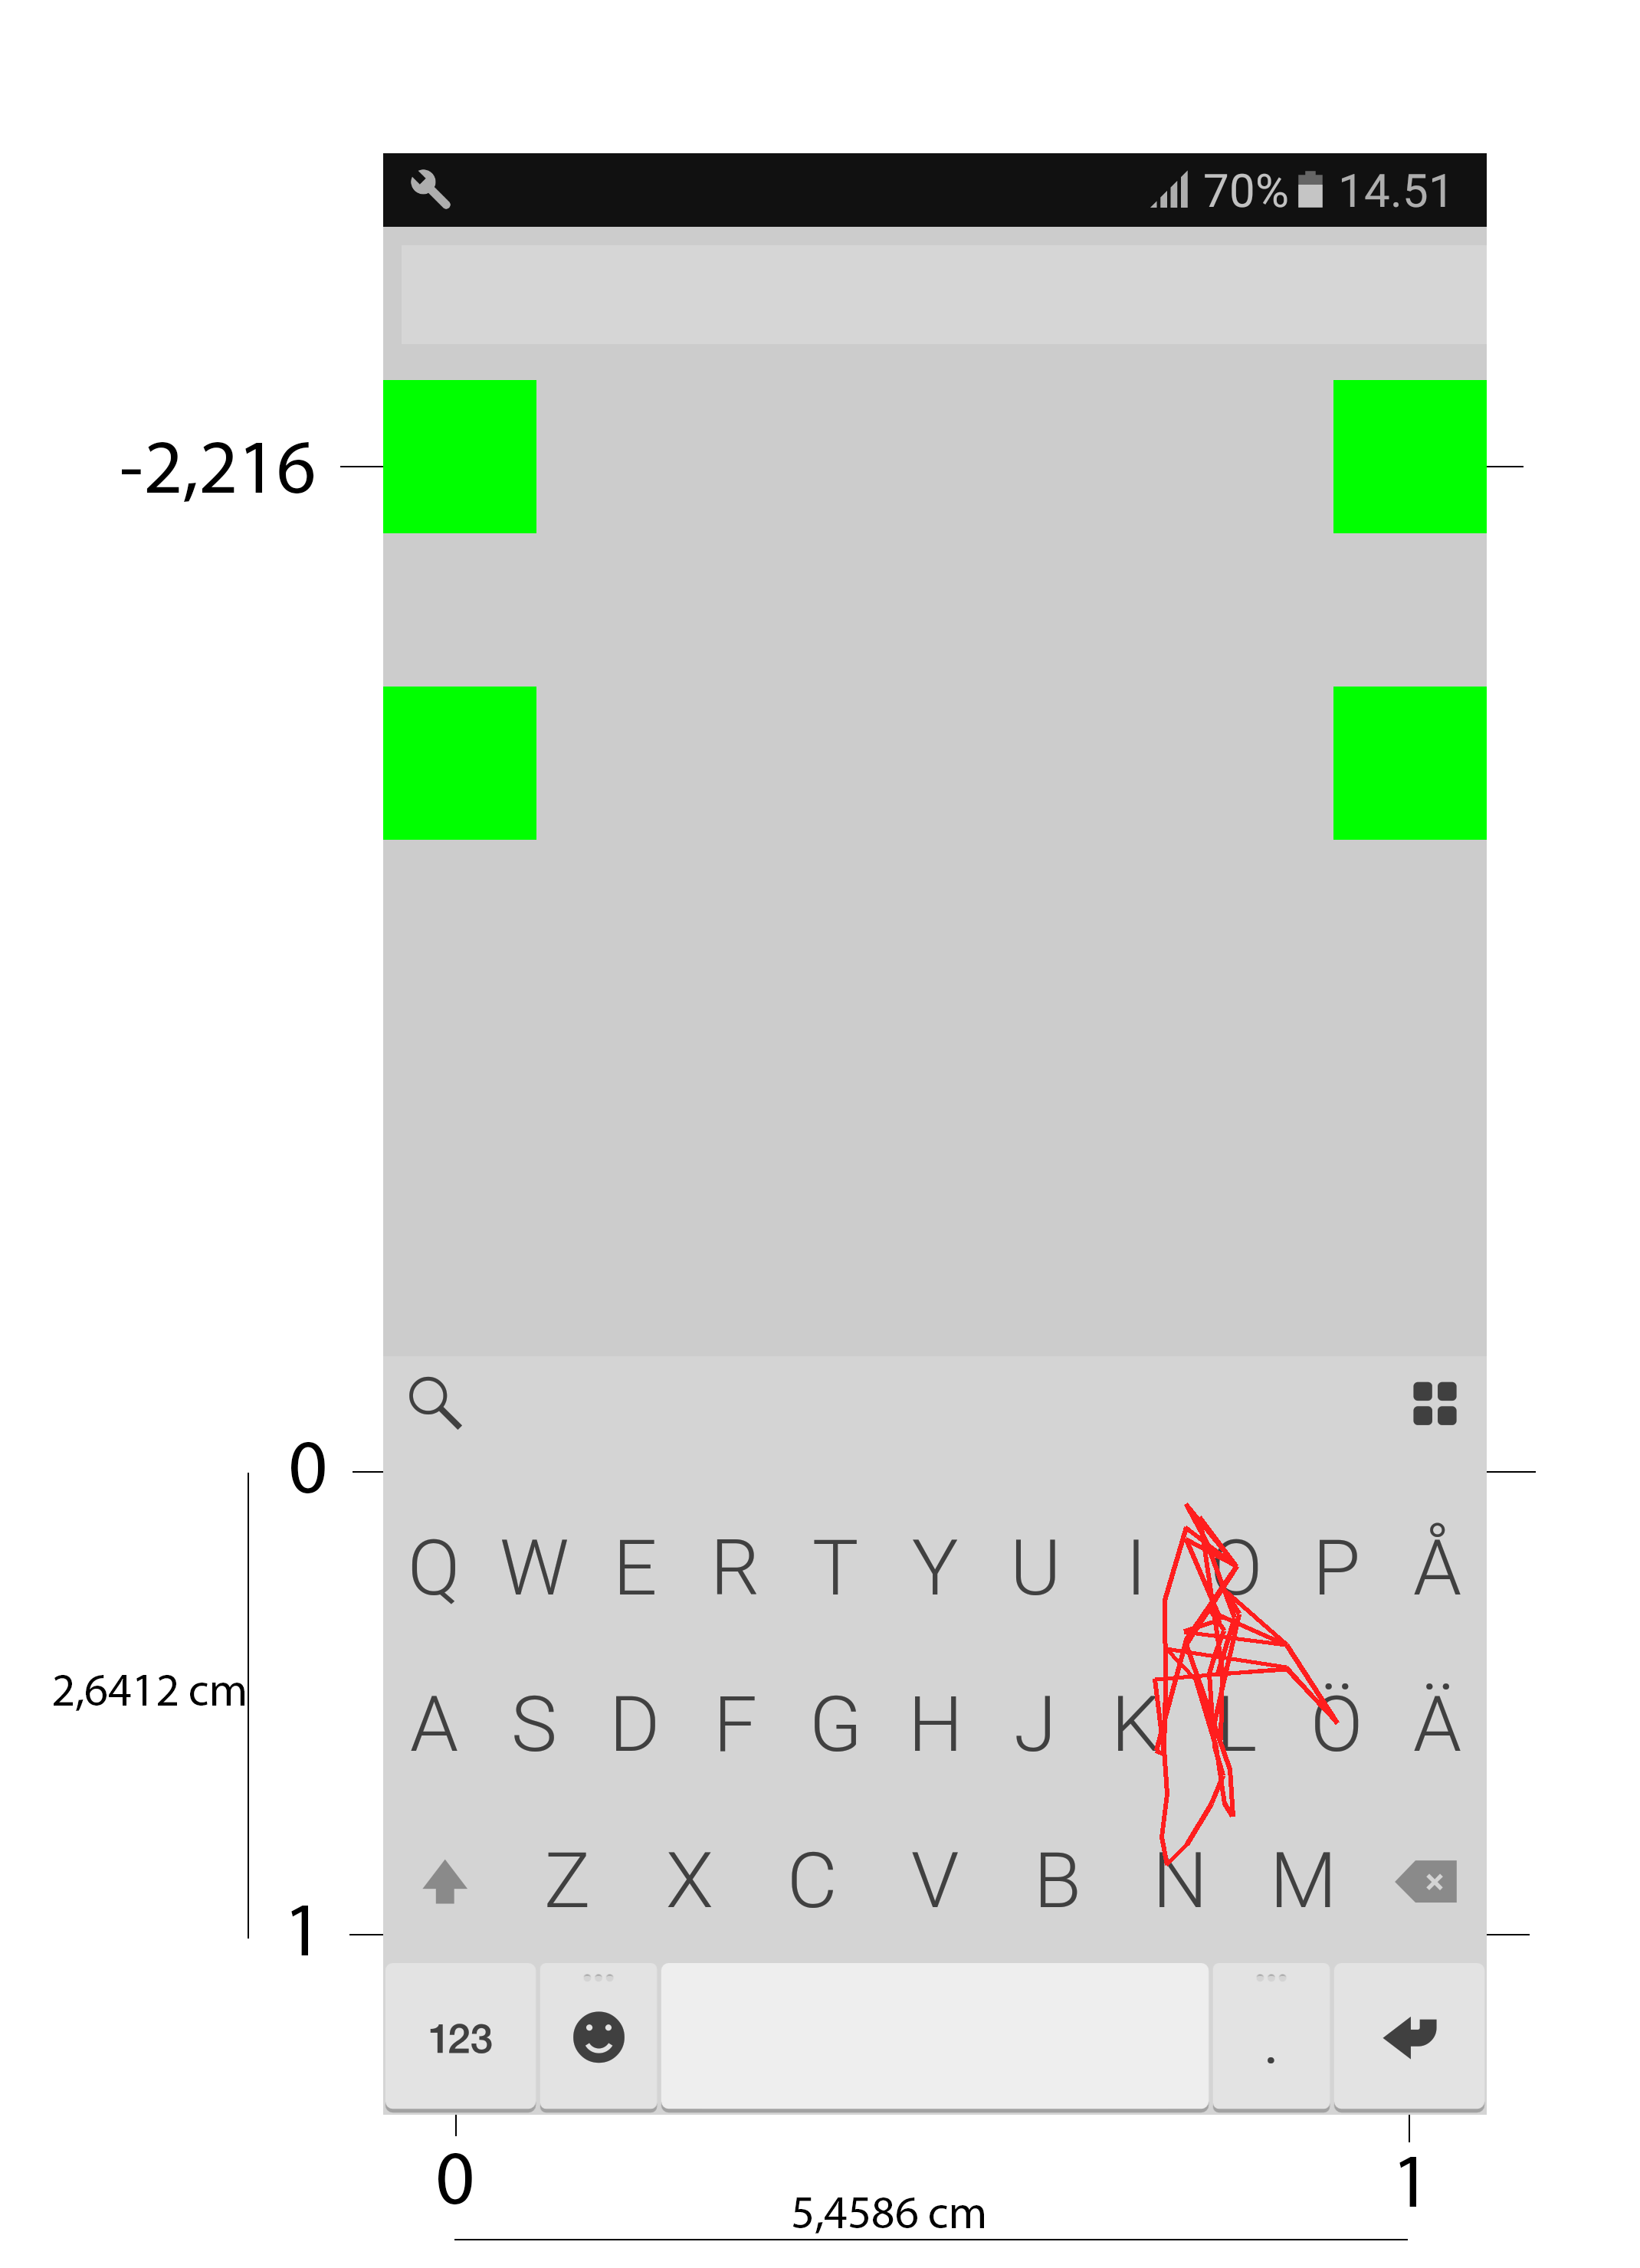 70% 14.51
-2,216
0
Q W E R T Y U I O P Å
2,6412 cm
A S D F G H J K L Ö Ä
Z X C V B N M
1
123 .
0 1
5,4586 cm